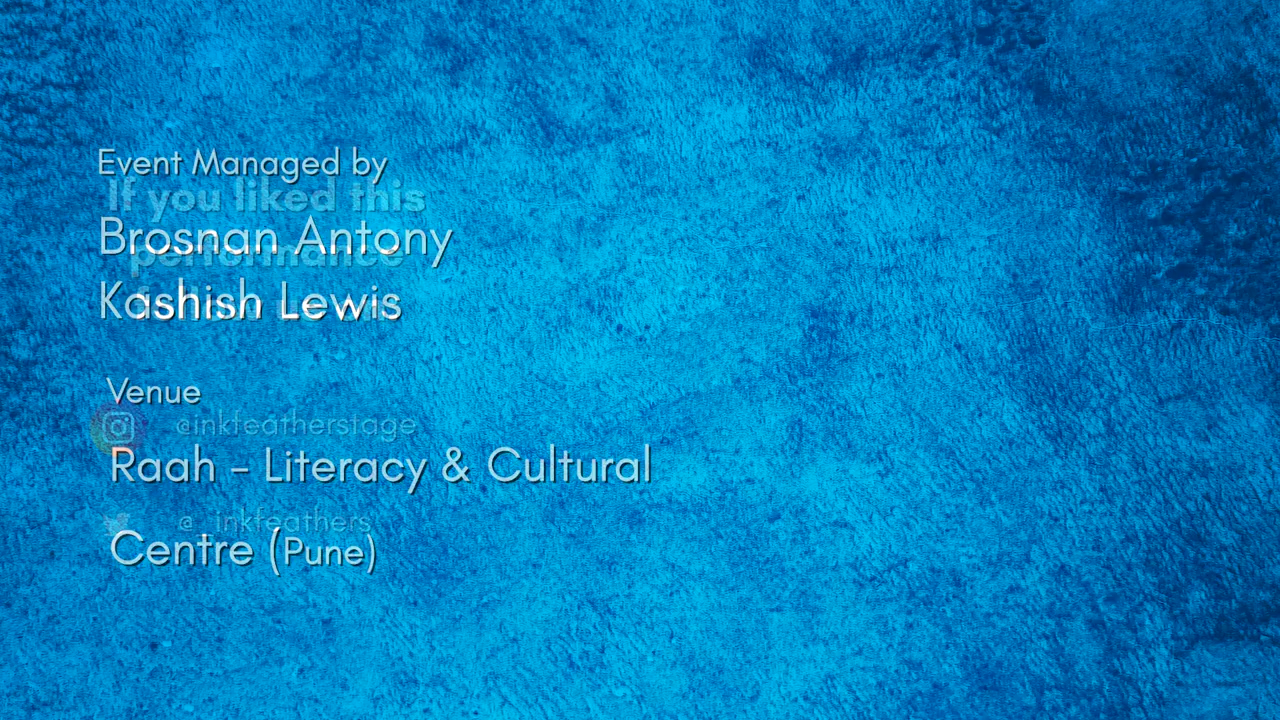 Event Managed by
If you liked this
Brosnan Antony
performance
Kashish Lewis
Venue
@inkfeatherstage
Raah - Literacy & Cultural
@_inkfeathers
Centre (Pune)